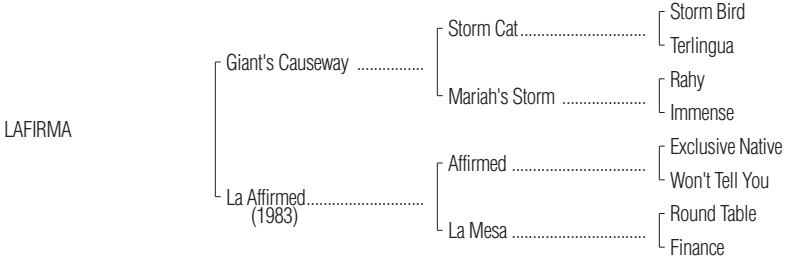 Storm Bird
Storm Cat..............................
Terlingua
Giant's Causeway ................
Rahy
Mariah's Storm ....................
Immense
LAFIRMA
Exclusive Native
Affirmed ................................
Won't Tell You
La Affirmed............................
(1983)
Round Table
La Mesa ................................
Finance